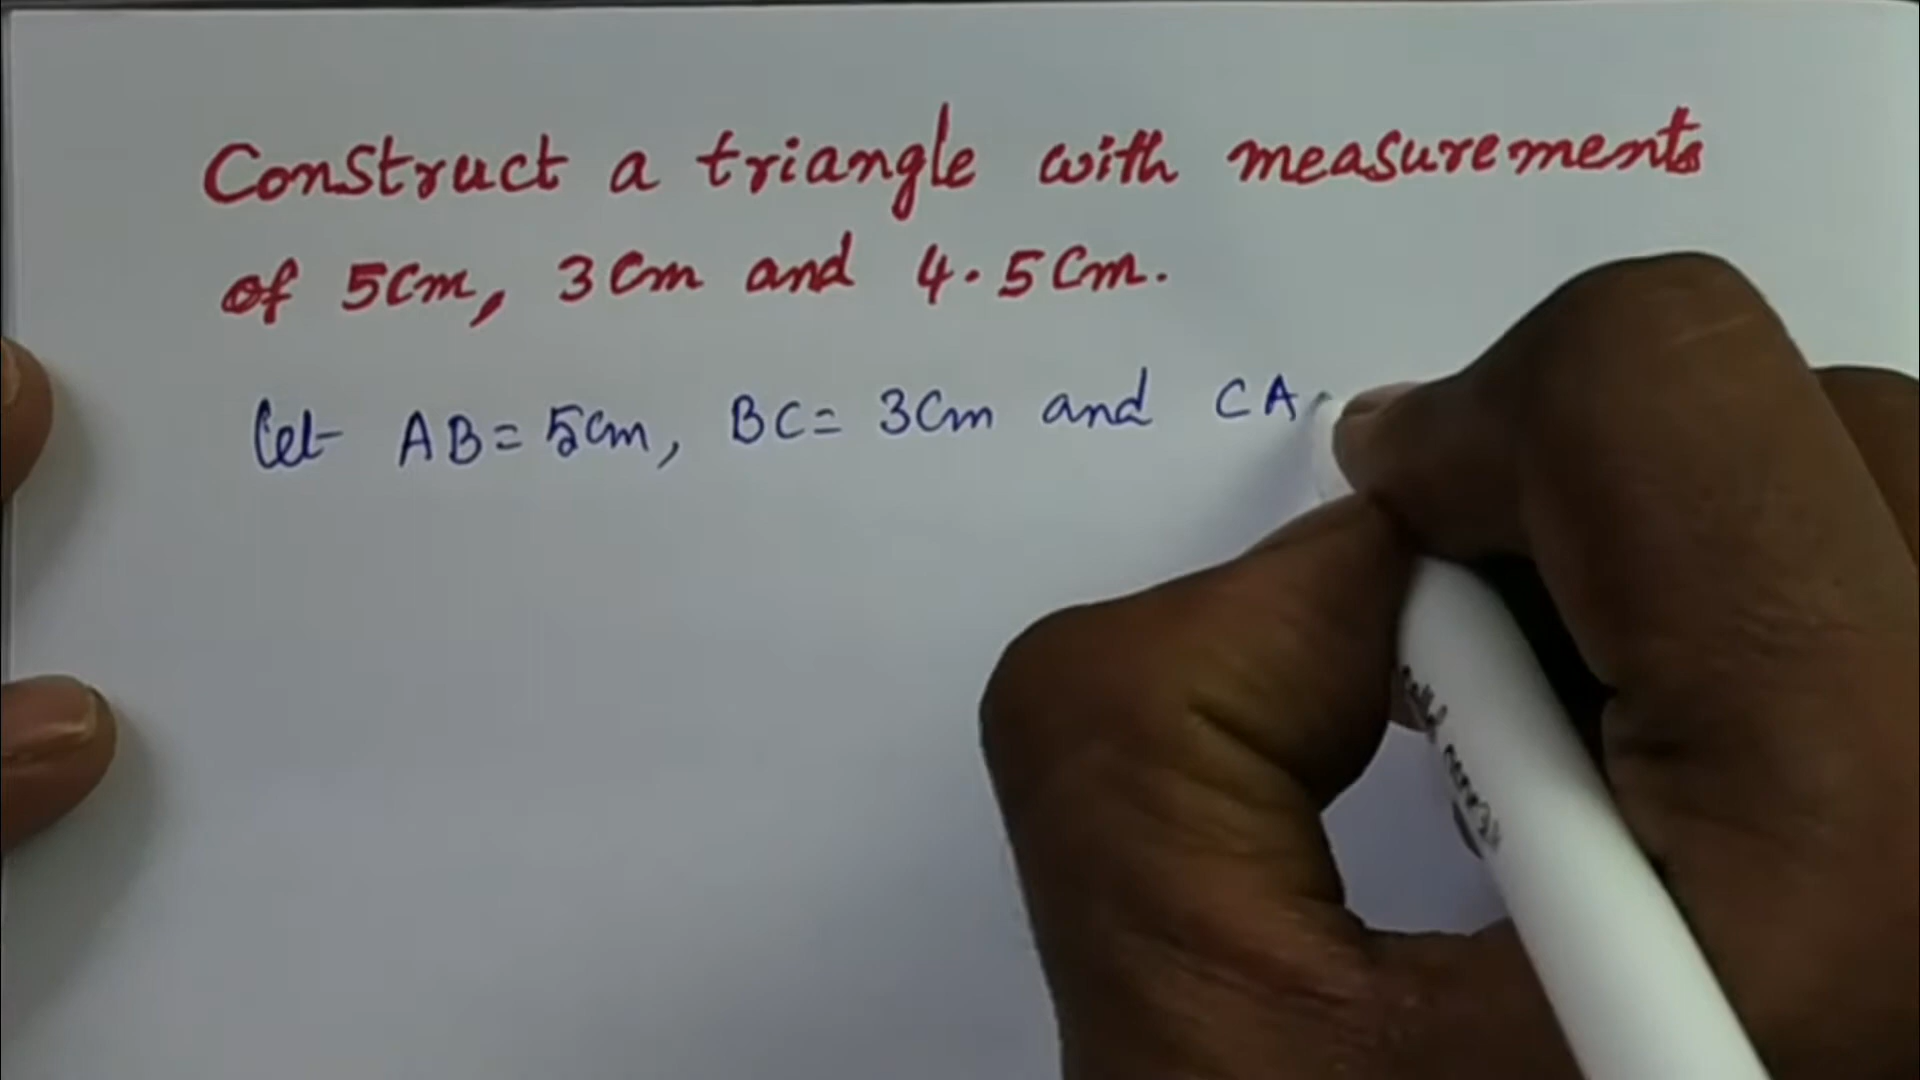 Construct a triangle with measurements
of 5cm, 3cm and 4.5cm.
Let AB = 5cm, BC = 3cm and CA